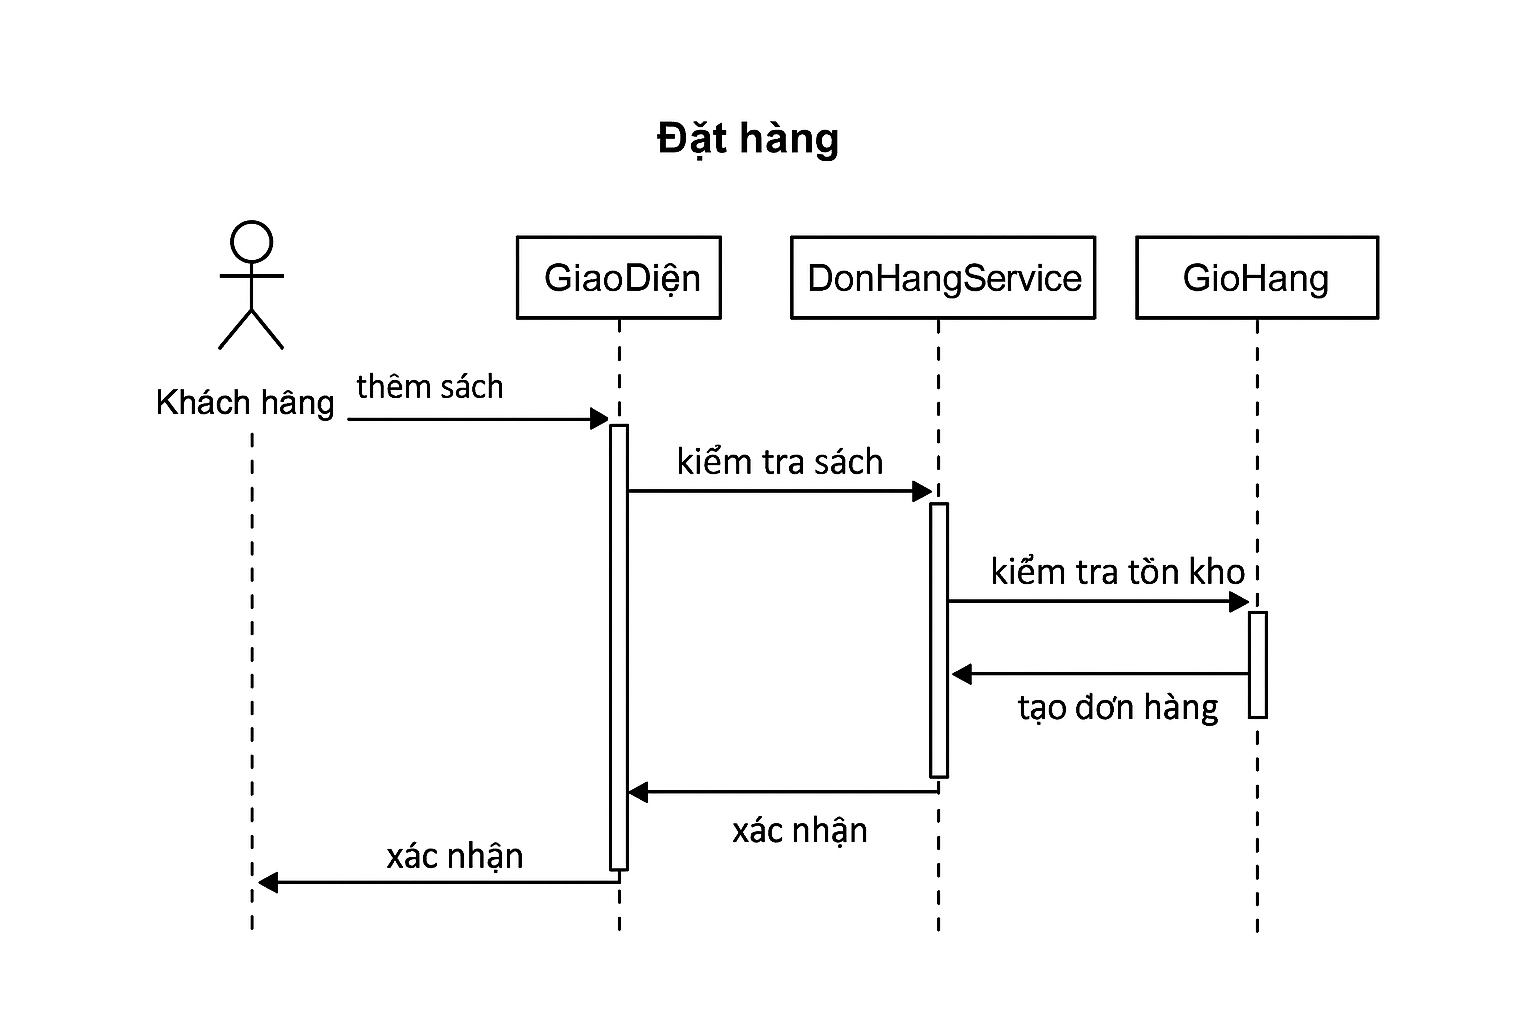 Đặt hàng
GiaoDiện
DonHangService
GioHang
Khách hâng
thêm sách
kiểm tra sách
kiểm tra tồn kho
tạo đơn hàng
xác nhận
xác nhận